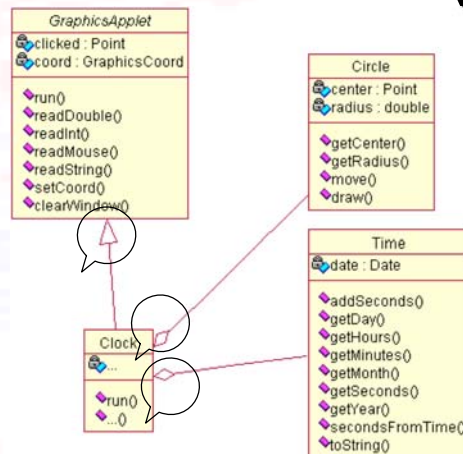 GraphicsApplet
clicked : Point
coord : GraphicsCoord
run()
readDouble()
readInt()
readMouse()
readString()
setCoord()
clearWindow()
Circle
center : Point
radius : double
getCenter()
getRadius()
move()
draw()
Time
date : Date
addSeconds()
getDay()
getHours()
getMinutes()
getMonth()
getSeconds()
getYear()
secondsFromTime()
toString()
Clock
...
run()
...()